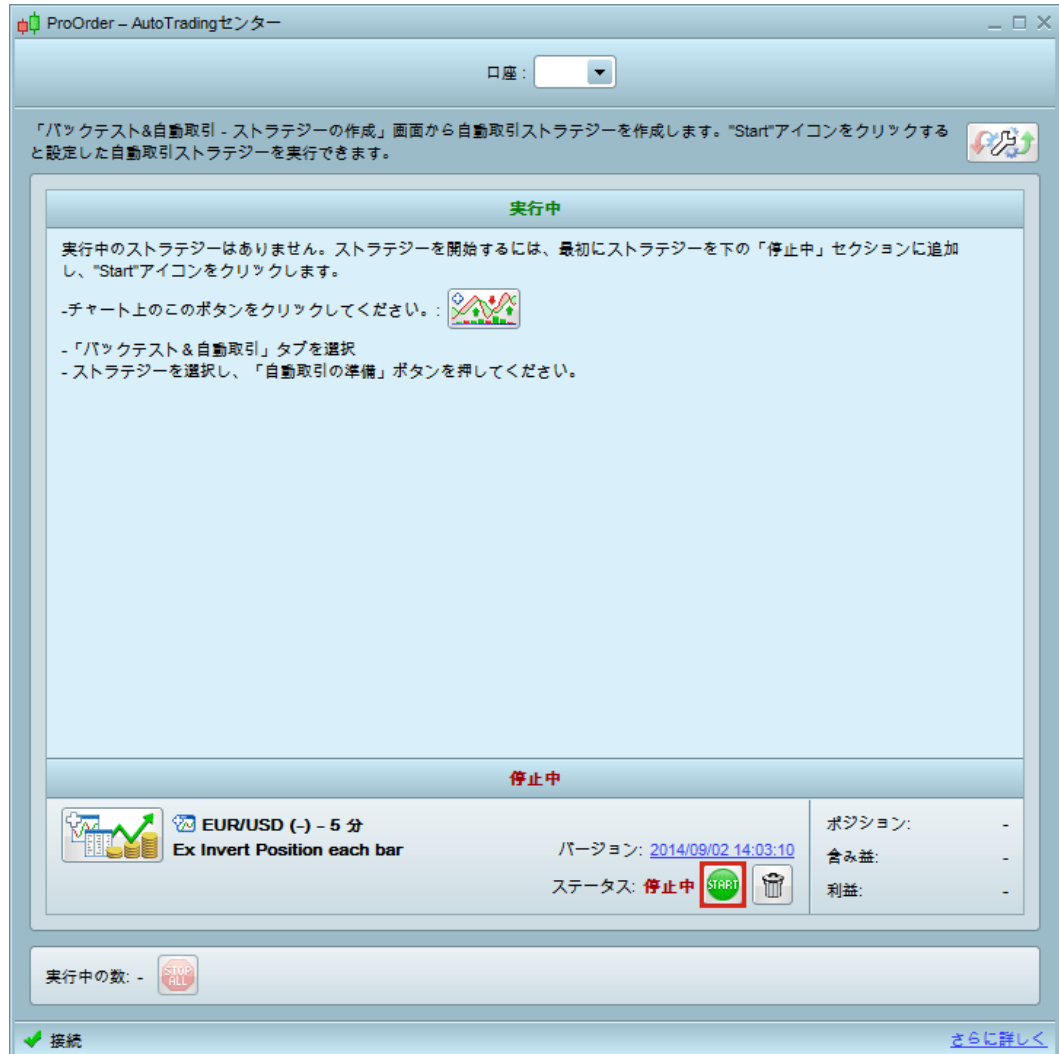 ProOrder – AutoTradingセンター
口座 :
「バックテスト&自動取引 - ストラテジーの作成」画面から自動取引ストラテジーを作成します。"Start"アイコンをクリックする
と設定した自動取引ストラテジーを実行できます。
実行中
実行中のストラテジーはありません。ストラテジーを開始するには、最初にストラテジーを下の「停止中」セクションに追加
し、"Start"アイコンをクリックします。
-チャート上のこのボタンをクリックしてください。:
-「バックテスト＆自動取引」タブを選択
- ストラテジーを選択し、「自動取引の準備」ボタンを押してください。
停止中
EUR/USD (-) – 5 分
Ex Invert Position each bar
バージョン: 2014/09/02 14:03:10
ステータス: 停止中 START
ポジション: -
含み益: -
利益: -
実行中の数: - STOP ALL
接続
さらに詳しく